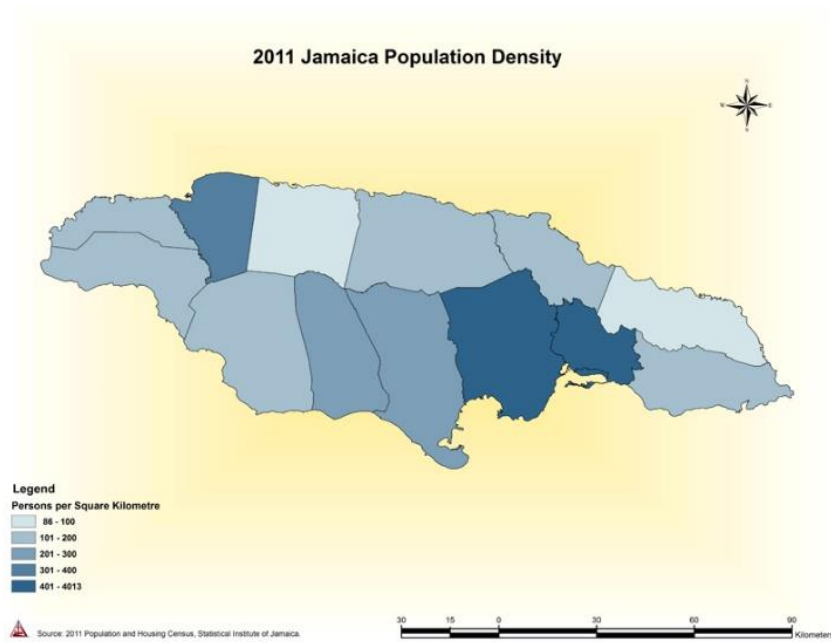 2011 Jamaica Population Density
N
W
E
S
Legend
Persons per Square Kilometre
86 - 100
101 - 200
201 - 300
301 - 400
401 - 4013
Source: 2011 Population and Housing Census, Statistical Institute of Jamaica.
30 15 0 30 60 90
Kilometers